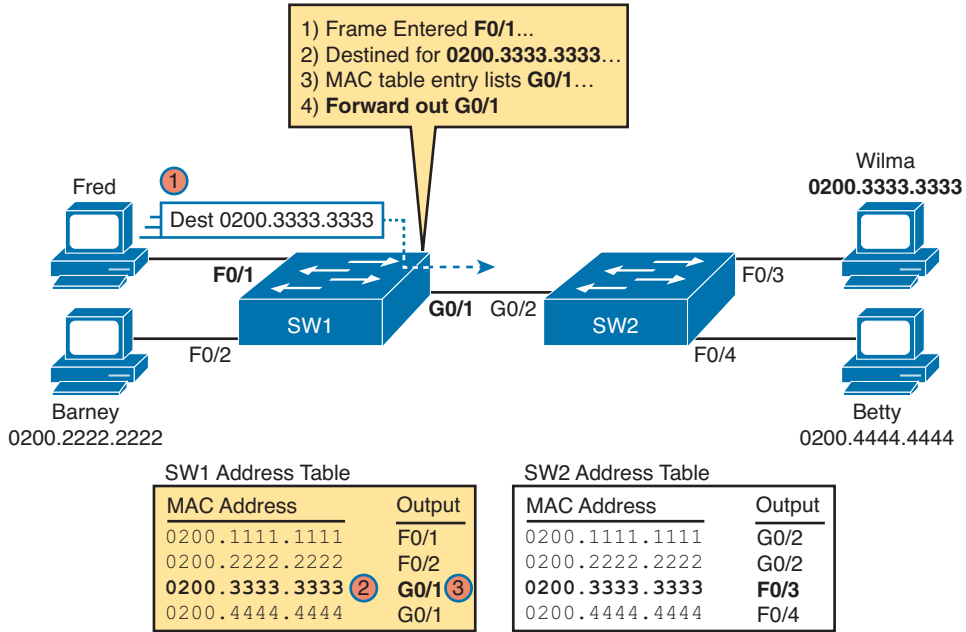 1) Frame Entered F0/1...
2) Destined for 0200.3333.3333...
3) MAC table entry lists G0/1...
4) Forward out G0/1
Fred
1
Dest 0200.3333.3333
Wilma
0200.3333.3333
F0/1
SW1
G0/1
G0/2
SW2
F0/3
F0/2
F0/4
Barney
0200.2222.2222
Betty
0200.4444.4444
SW1 Address Table
MAC Address Output
0200.1111.1111 F0/1
0200.2222.2222 F0/2
0200.3333.3333 2 G0/1 3
0200.4444.4444 G0/1
SW2 Address Table
MAC Address Output
0200.1111.1111 G0/2
0200.2222.2222 G0/2
0200.3333.3333 F0/3
0200.4444.4444 F0/4